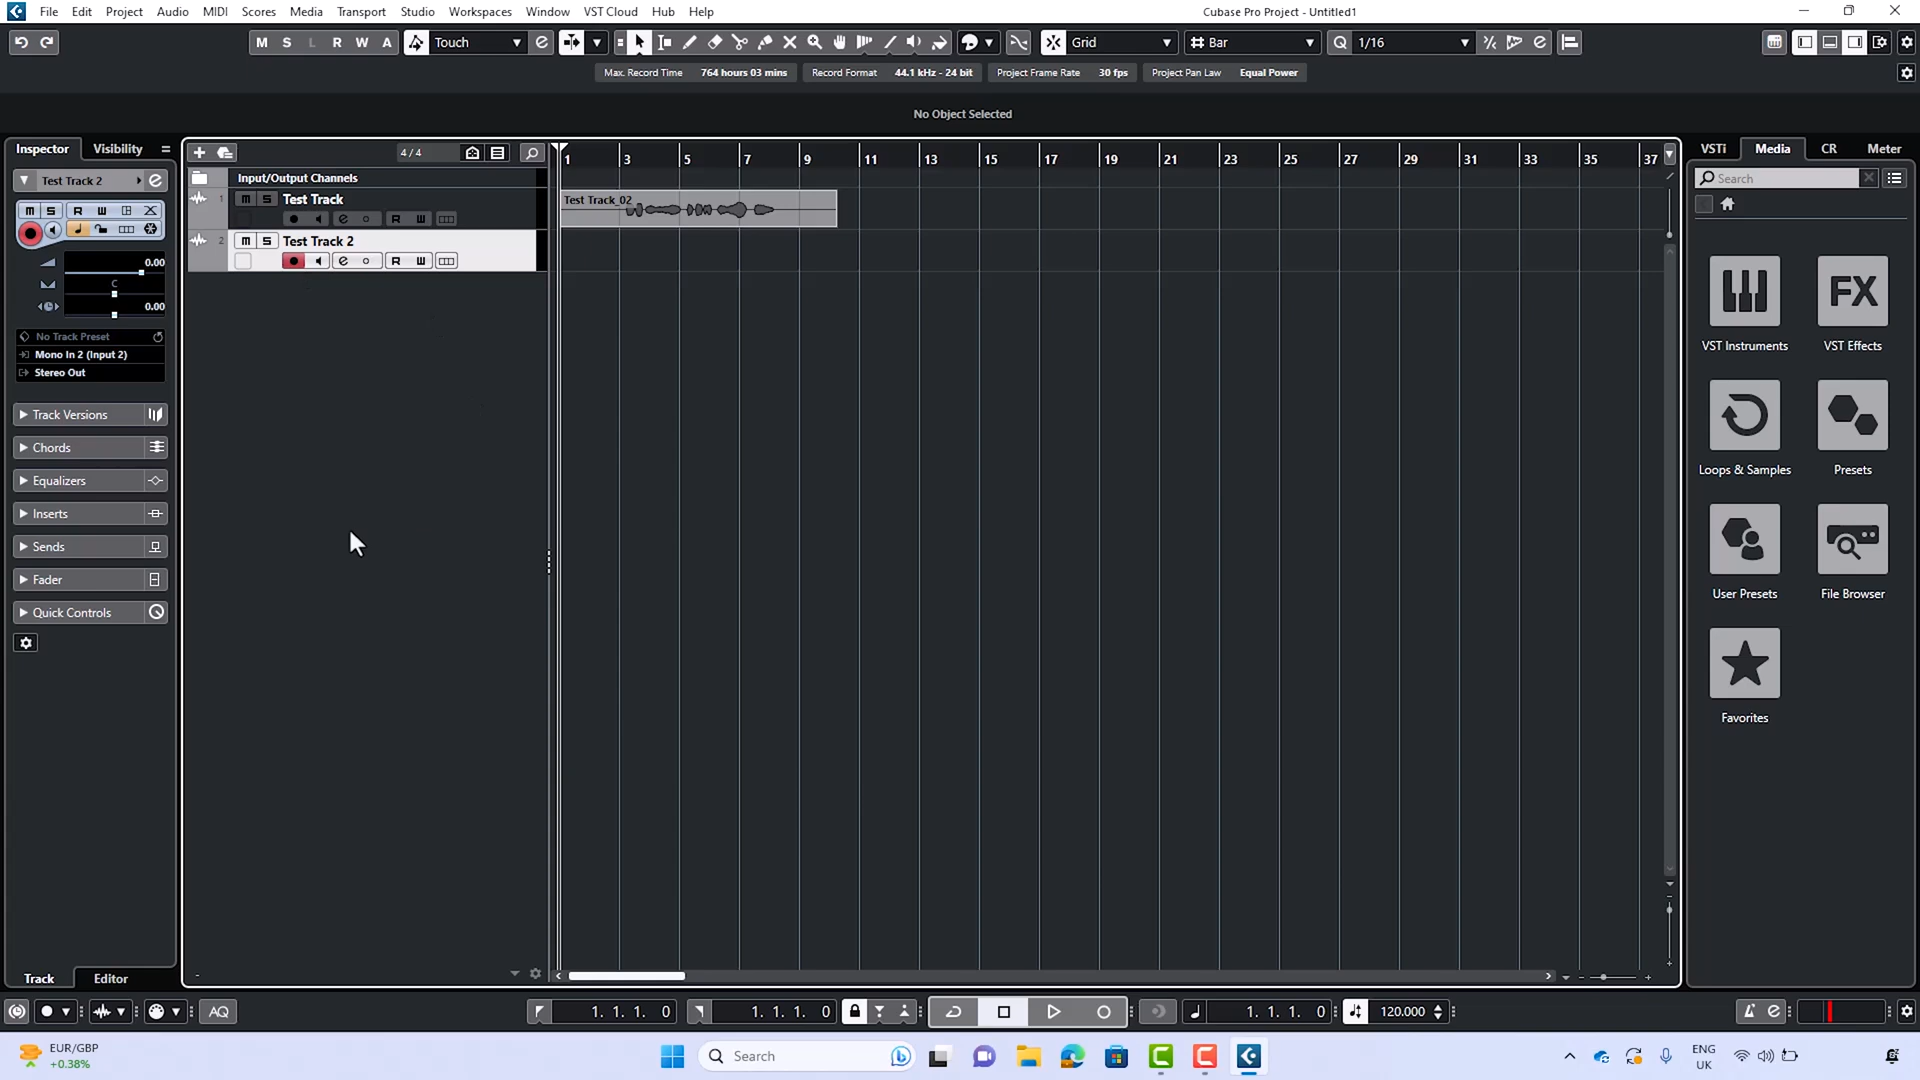 File Edit Project Audio MIDI Scores Media Transport Studio Workspaces Window VST Cloud Hub Help
Cubase Pro Project - Untitled1
M S L R W A Touch Grid Bar Q 1/16
Max. Record Time 764 hours 03 mins Record Format 44.1 kHz - 24 bit Project Frame Rate 30 fps Project Pan Law Equal Power
No Object Selected
Inspector Visibility
4/4
1 3 5 7 9 11 13 15 17 19 21 23 25 27 29 31 33 35 37
VSTi Media CR Meter
Test Track 2
Input/Output Channels
Search
1 M S Test Track
R W
Test Track_02
2 M S Test Track 2
R W
M S R W
0.00
C
0.00
No Track Preset
Mono In 2 (Input 2)
Stereo Out
Track Versions
Chords
Equalizers
Inserts
Sends
Fader
Quick Controls
FX
VST Instruments VST Effects
Loops & Samples Presets
User Presets File Browser
Favorites
Track Editor
AQ
1. 1. 1. 0
1. 1. 1. 0
1. 1. 1. 0
120.000
EUR/GBP
+0.38%
Search
ENG
UK